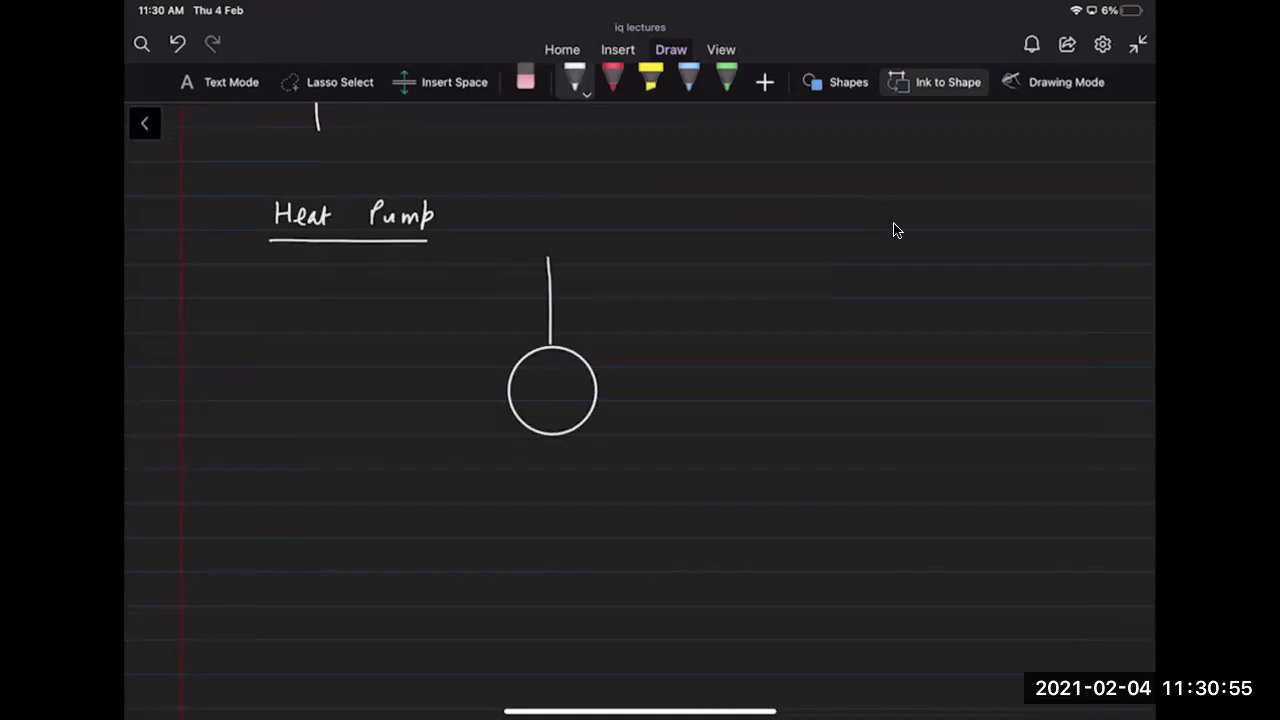 11:30 AM Thu 4 Feb 6%
iq lectures
Home Insert Draw View
Text Mode Lasso Select Insert Space Shapes Ink to Shape Drawing Mode
Heat Pump
2021-02-04 11:30:55